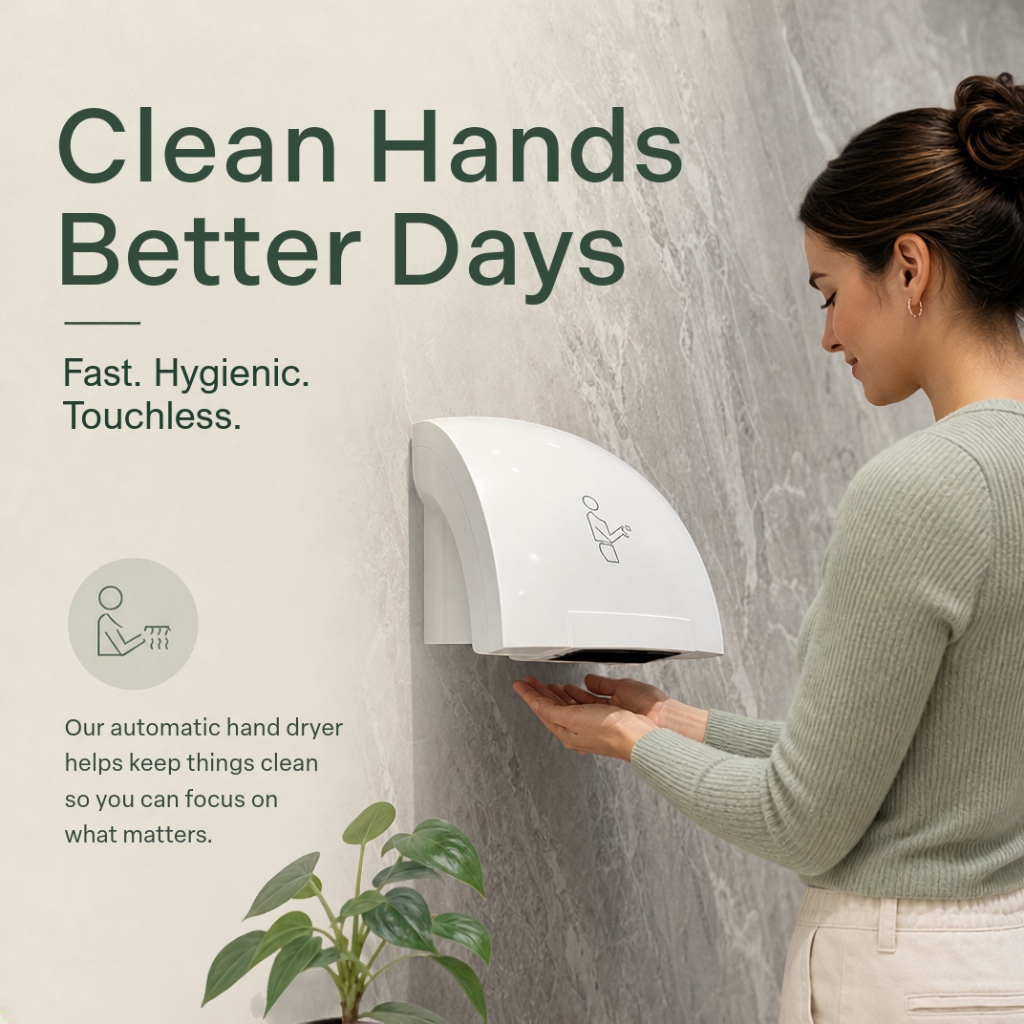 Clean Hands
Better Days
Fast. Hygienic.
Touchless.
Our automatic hand dryer
helps keep things clean
so you can focus on
what matters.